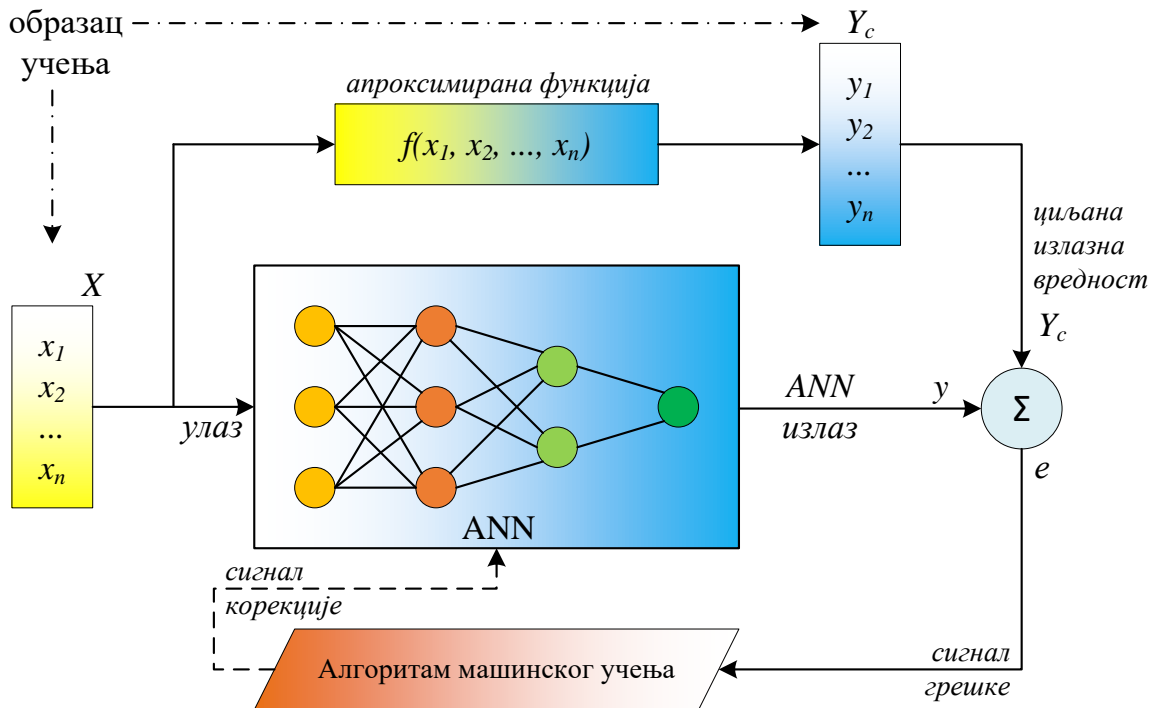 образац
учења
Y_c
апроксимирана функција
f(x_1, x_2, ..., x_n)
y_1
y_2
...
y_n
циљана
излазна
вредност
Y_c
X
x_1
x_2
...
x_n
улаз
ANN
ANN
излаз
y
Σ
e
сигнал
корекције
Алгоритам машинског учења
сигнал
грешке